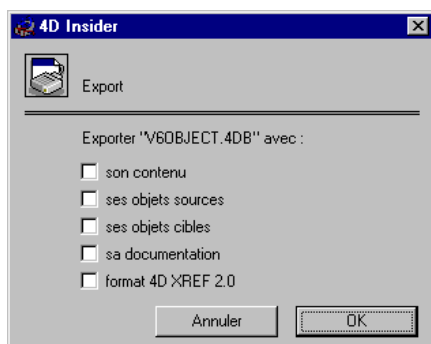 4D Insider
Export
Exporter "V6OBJECT.4DB" avec :
son contenu
ses objets sources
ses objets cibles
sa documentation
format 4D XREF 2.0
Annuler OK